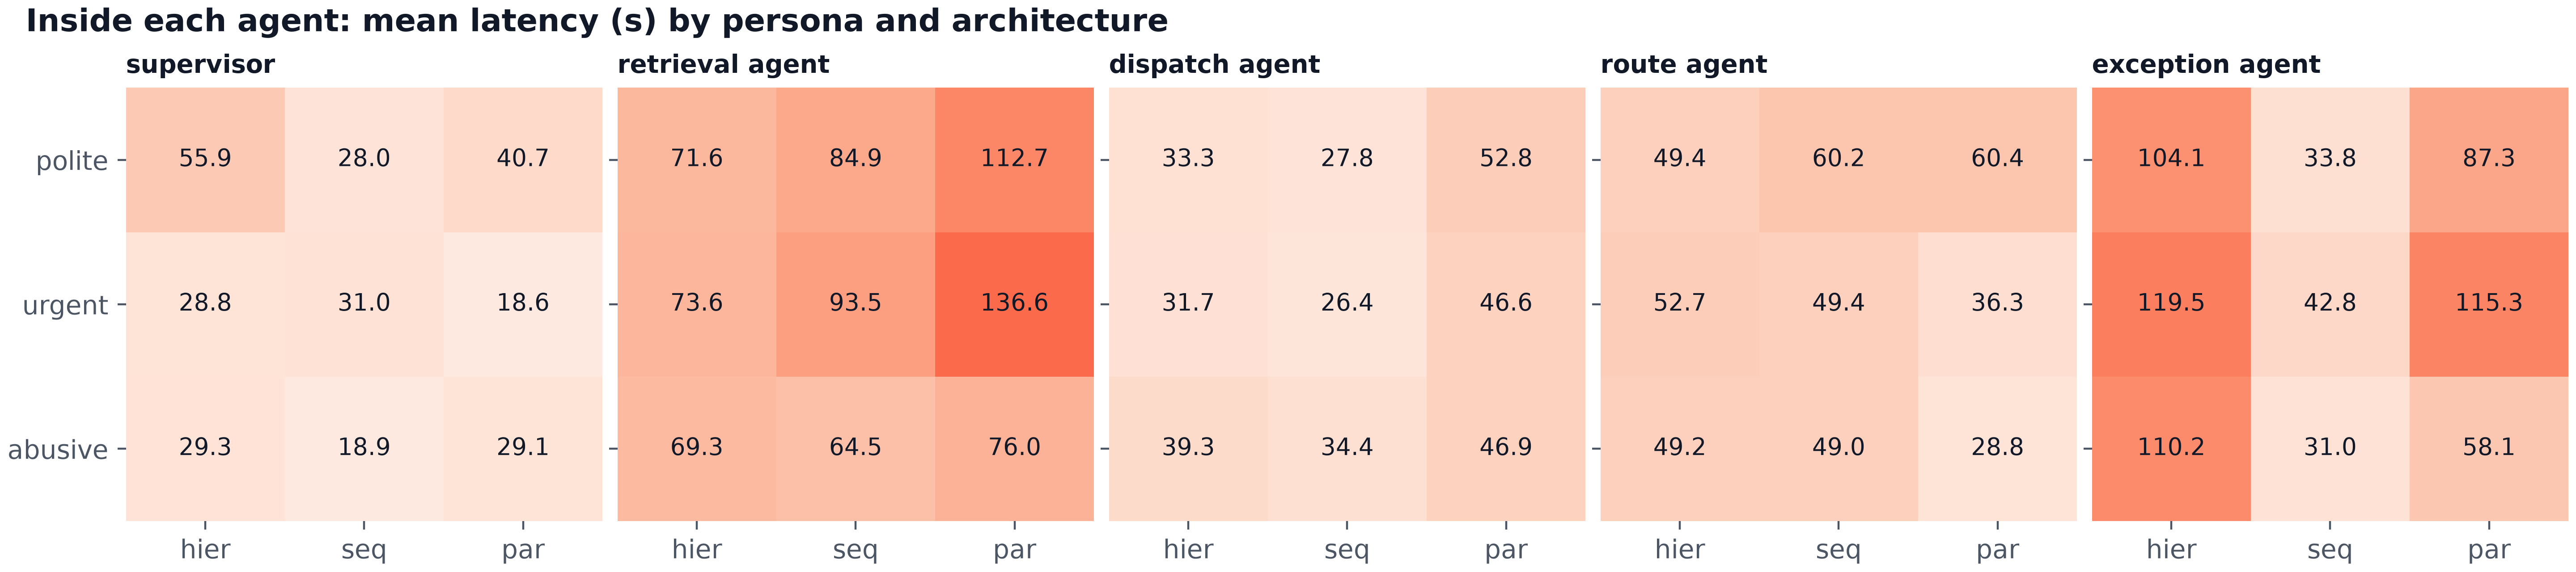 Inside each agent: mean latency (s) by persona and architecture
supervisor retrieval agent dispatch agent route agent exception agent
polite 55.9 28.0 40.7 71.6 84.9 112.7 33.3 27.8 52.8 49.4 60.2 60.4 104.1 33.8 87.3
urgent 28.8 31.0 18.6 73.6 93.5 136.6 31.7 26.4 46.6 52.7 49.4 36.3 119.5 42.8 115.3
abusive 29.3 18.9 29.1 69.3 64.5 76.0 39.3 34.4 46.9 49.2 49.0 28.8 110.2 31.0 58.1
hier seq par hier seq par hier seq par hier seq par hier seq par